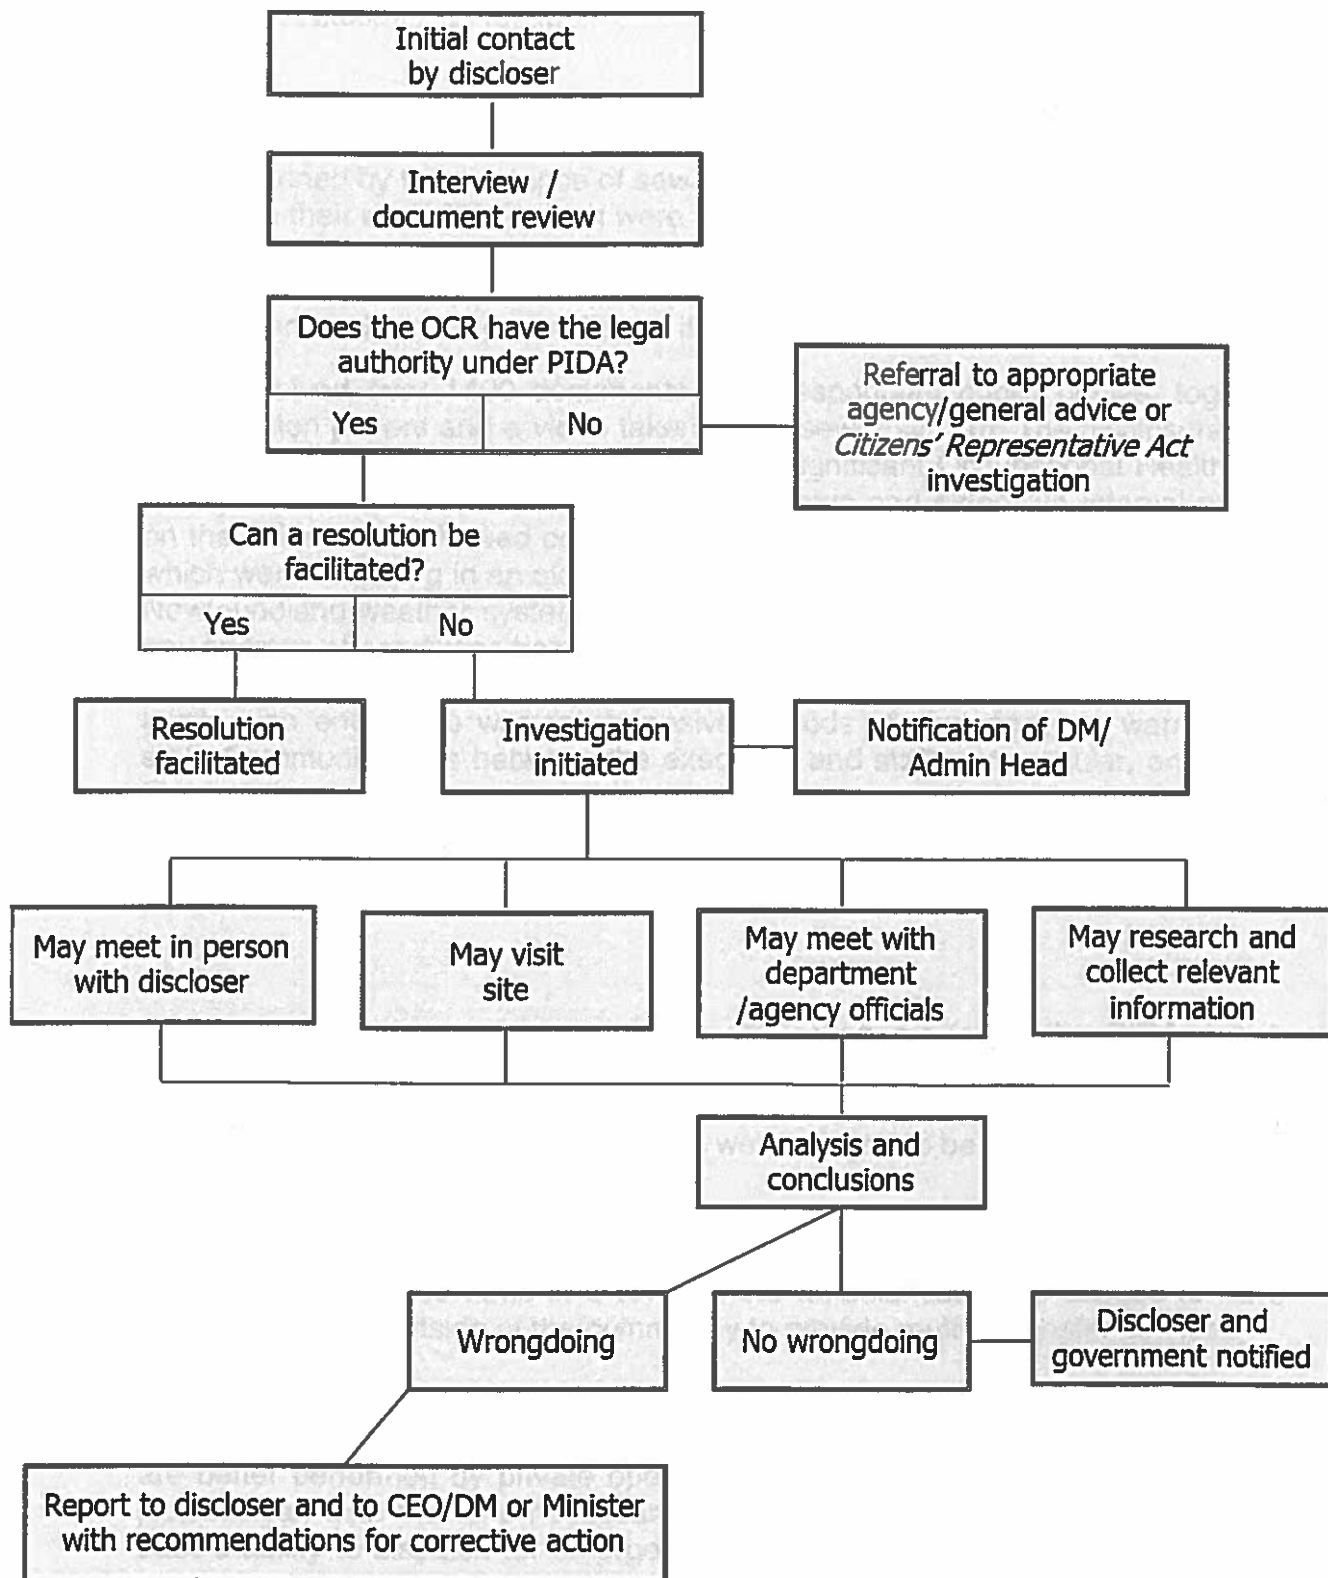 Initial contact
by discloser
Interview /
document review
Does the OCR have the legal
authority under PIDA?
Yes
No
Referral to appropriate
agency/general advice or
Citizens' Representative Act
investigation
Can a resolution be
facilitated?
Yes
No
Resolution
facilitated
Investigation
initiated
Notification of DM/
Admin Head
May meet in person
with discloser
May visit
site
May meet with
department
/agency officials
May research and
collect relevant
information
Analysis and
conclusions
Wrongdoing
No wrongdoing
Discloser and
government notified
Report to discloser and to CEO/DM or Minister
with recommendations for corrective action